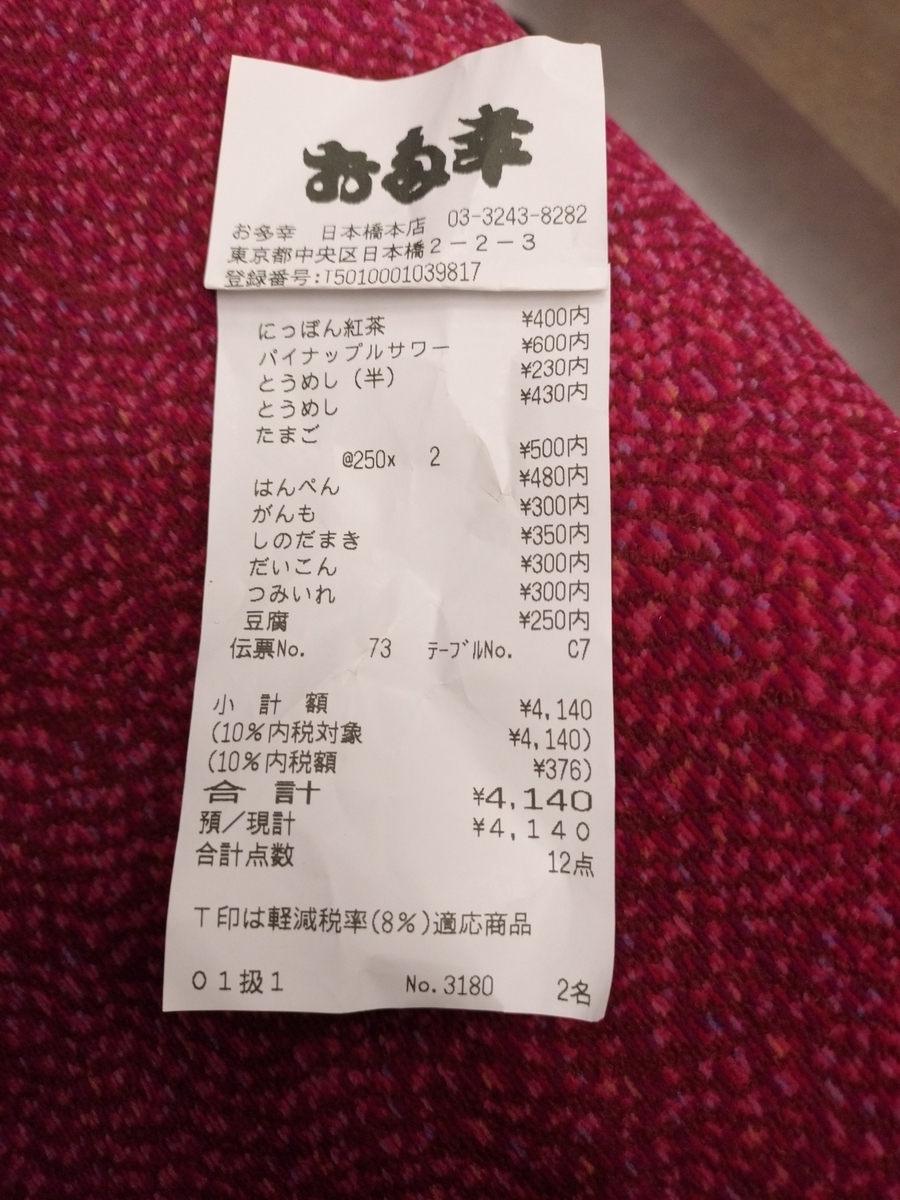 お多幸
お多幸 日本橋本店 03-3243-8282
東京都中央区日本橋2-2-3
登録番号:T5010001039817
にっぽん紅茶 ¥400内
パイナップルサワー ¥600内
とうめし(半) ¥230内
とうめし ¥430内
たまご
@250x 2 ¥500内
はんぺん ¥480内
がんも ¥300内
しのだまき ¥350内
だいこん ¥300内
つみいれ ¥300内
豆腐 ¥250内
伝票No. 73 テーブルNo. C7
小計額 ¥4,140
(10%内税対象 ¥4,140)
(10%内税額 ¥376)
合計 ¥4,140
預/現計 ¥4,140
合計点数 12点
T印は軽減税率(8%)適応商品
01扱1 No.3180 2名